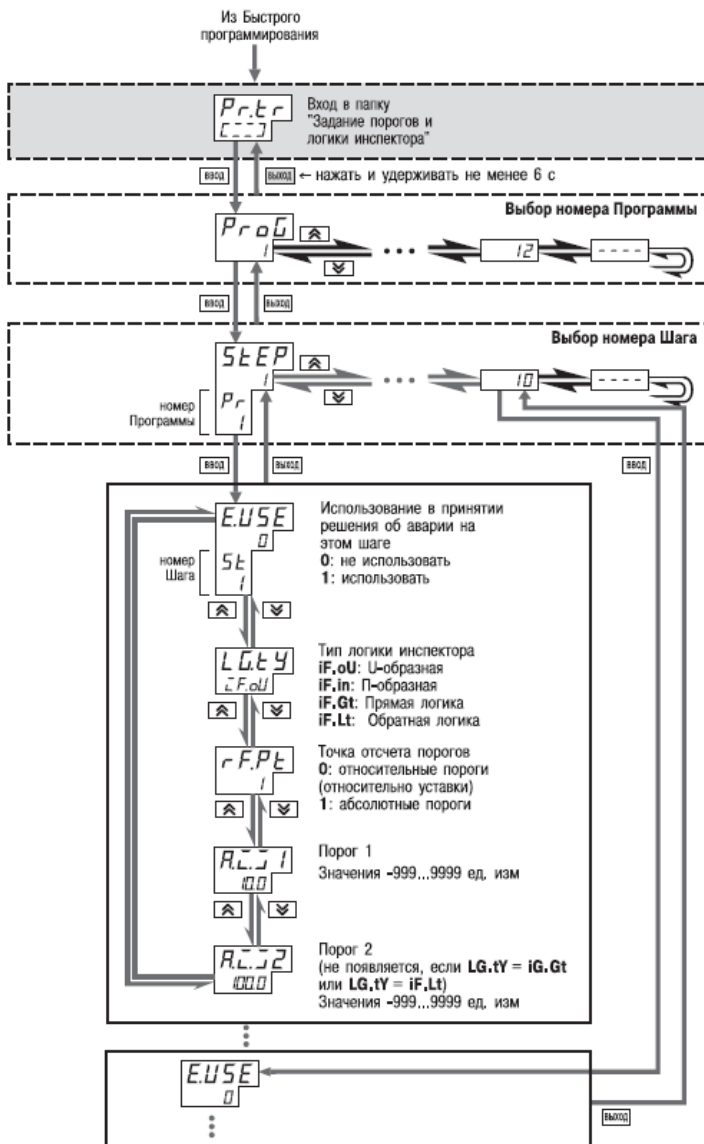 Из Быстрого
программирования
Pr.tr
[---]
Вход в папку
"Задание порогов и
логики инспектора"
ввод
выход
← нажать и удерживать не менее 6 с
Выбор номера Программы
ProG
1
...
12
----
ввод
выход
Выбор номера Шага
StEP
1
...
10
----
номер
Программы
Pr
1
ввод
выход
ввод
E.USE
0
номер
Шага
St
1
Использование в принятии
решения об аварии на
этом шаге
0: не использовать
1: использовать
LG.tY
iF.oU
Тип логики инспектора
iF.oU: U-образная
iF.in: П-образная
iF.Gt: Прямая логика
iF.Lt: Обратная логика
rF.Pt
1
Точка отсчета порогов
0: относительные пороги
(относительно уставки)
1: абсолютные пороги
1
10.0
Порог 1
Значения -999...9999 ед. изм
2
100.0
Порог 2
(не появляется, если LG.tY = iG.Gt
или LG.tY = iF.Lt)
Значения -999...9999 ед. изм
E.USE
0
выход